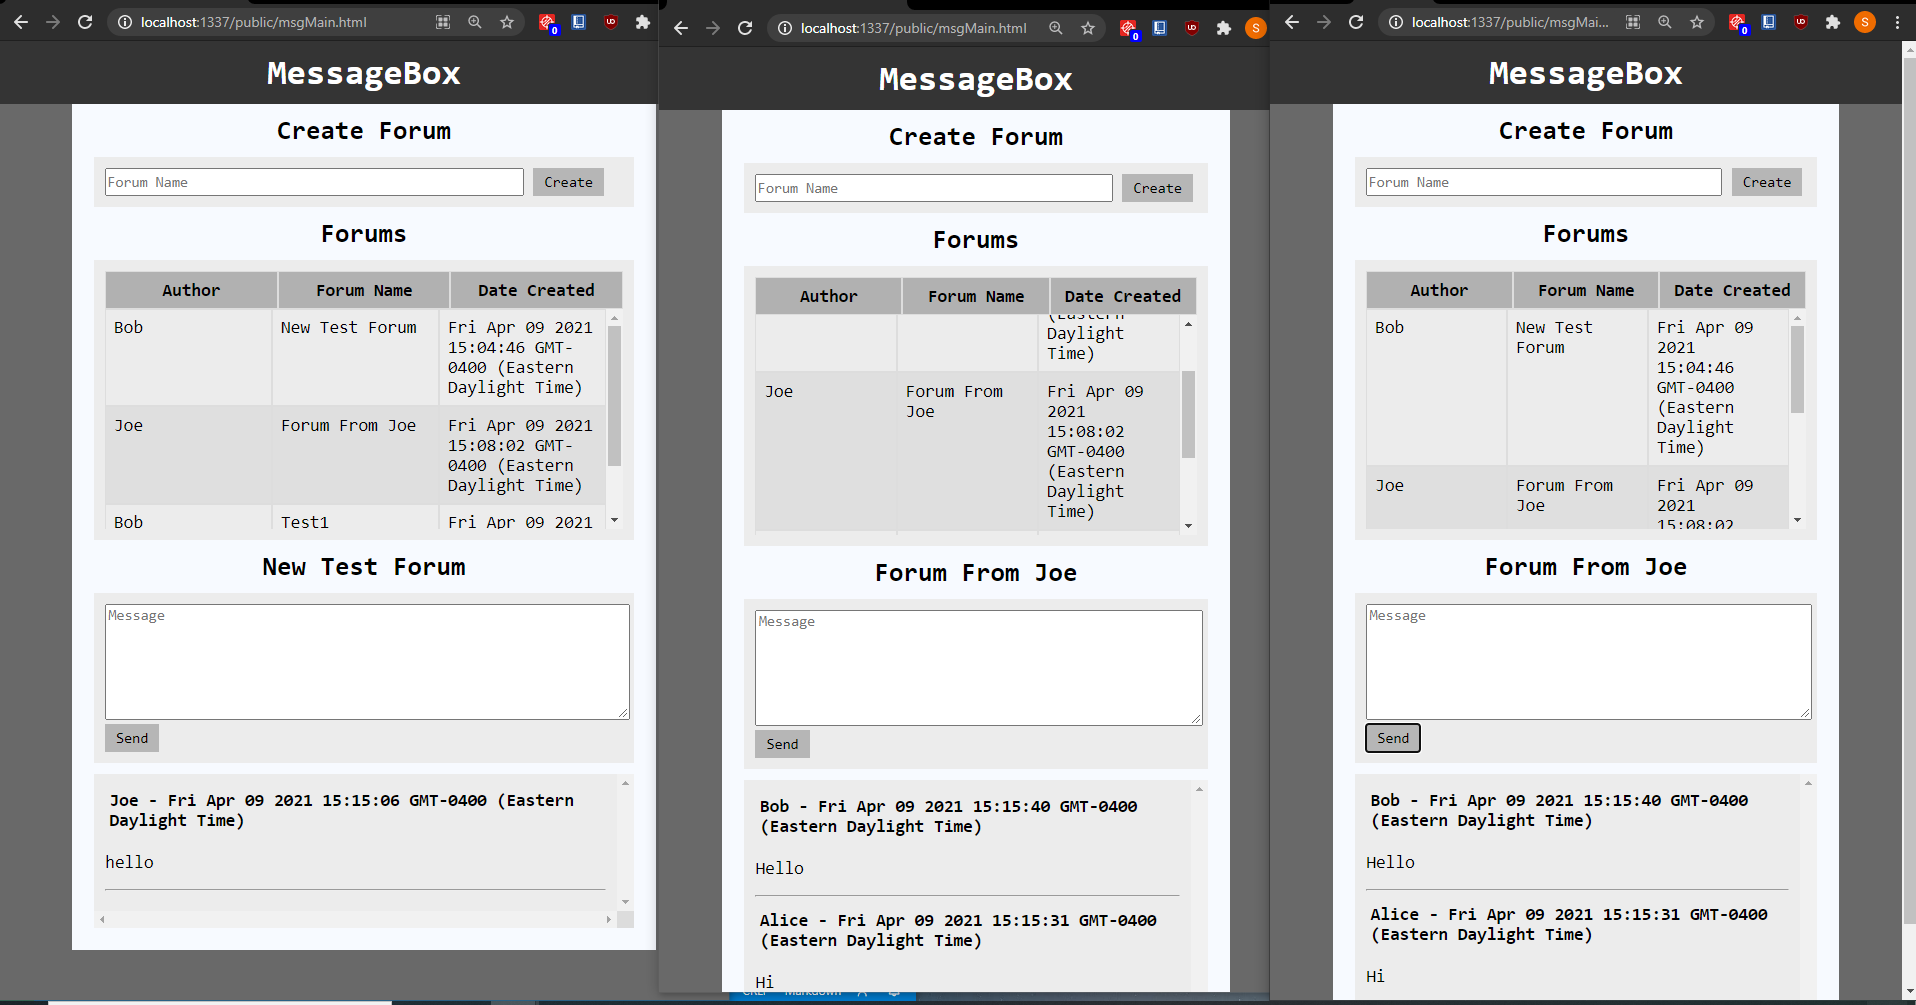 localhost:1337/public/msgMain.html
0
UD
MessageBox
Create Forum
Forum Name
Create
Forums
Author Forum Name Date Created
Bob New Test Forum Fri Apr 09 2021
15:04:46 GMT-
0400 (Eastern
Daylight Time)
Joe Forum From Joe Fri Apr 09 2021
15:08:02 GMT-
0400 (Eastern
Daylight Time)
Bob Test1 Fri Apr 09 2021
New Test Forum
Message
Send
Joe - Fri Apr 09 2021 15:15:06 GMT-0400 (Eastern
Daylight Time)
hello
localhost:1337/public/msgMain.html
0
UD
S
MessageBox
Create Forum
Forum Name
Create
Forums
Author Forum Name Date Created
(Eastern
Daylight
Time)
Joe Forum From Fri Apr 09
Joe 2021
15:08:02
GMT-0400
(Eastern
Daylight
Time)
Forum From Joe
Message
Send
Bob - Fri Apr 09 2021 15:15:40 GMT-0400
(Eastern Daylight Time)
Hello
Alice - Fri Apr 09 2021 15:15:31 GMT-0400
(Eastern Daylight Time)
Hi
CRLF Markdown
localhost:1337/public/msgMai...
0
UD
S
MessageBox
Create Forum
Forum Name
Create
Forums
Author Forum Name Date Created
Bob New Test Fri Apr 09
Forum 2021
15:04:46
GMT-0400
(Eastern
Daylight
Time)
Joe Forum From Fri Apr 09
Joe 2021
15:08:02
Forum From Joe
Message
Send
Bob - Fri Apr 09 2021 15:15:40 GMT-0400
(Eastern Daylight Time)
Hello
Alice - Fri Apr 09 2021 15:15:31 GMT-0400
(Eastern Daylight Time)
Hi